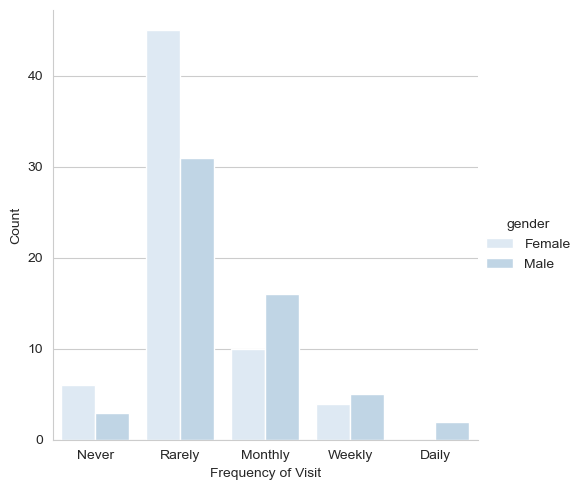 Count
40
30
20
10
0
Never Rarely Monthly Weekly Daily
Frequency of Visit
gender
Female
Male